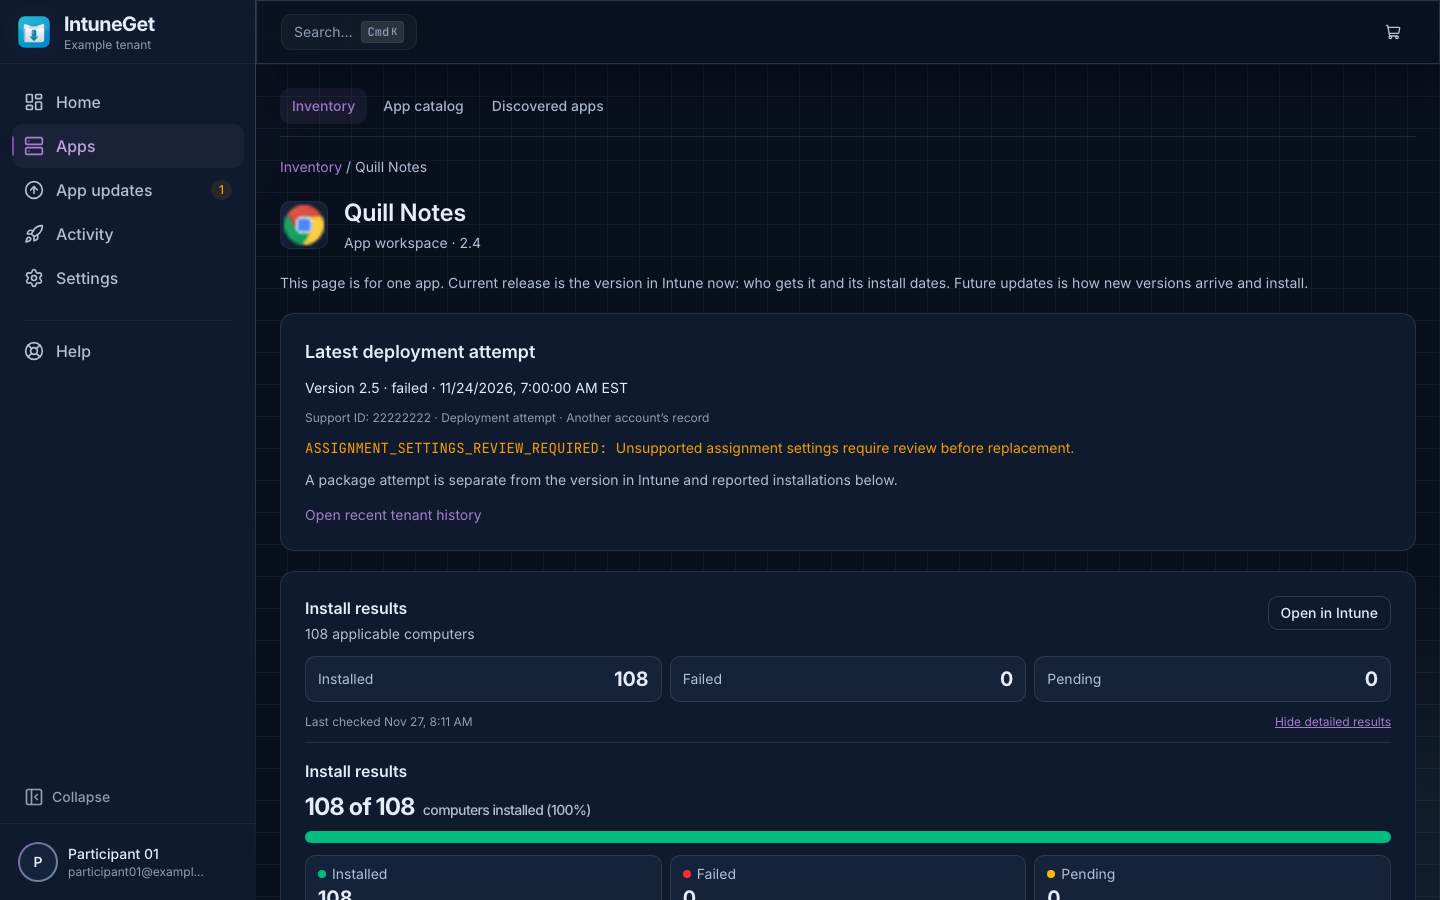 IntuneGet
Example tenant
Search... Cmd K
Home
Apps
App updates 1
Activity
Settings
Help
Collapse
P
Participant 01
participant01@exampl...
Inventory App catalog Discovered apps
Inventory / Quill Notes
Quill Notes
App workspace · 2.4
This page is for one app. Current release is the version in Intune now: who gets it and its install dates. Future updates is how new versions arrive and install.
Latest deployment attempt
Version 2.5 · failed · 11/24/2026, 7:00:00 AM EST
Support ID: 22222222 · Deployment attempt · Another account’s record
ASSIGNMENT_SETTINGS_REVIEW_REQUIRED: Unsupported assignment settings require review before replacement.
A package attempt is separate from the version in Intune and reported installations below.
Open recent tenant history
Install results
Open in Intune
108 applicable computers
Installed 108 Failed 0 Pending 0
Last checked Nov 27, 8:11 AM
Hide detailed results
Install results
108 of 108 computers installed (100%)
Installed Failed Pending
108 0 0